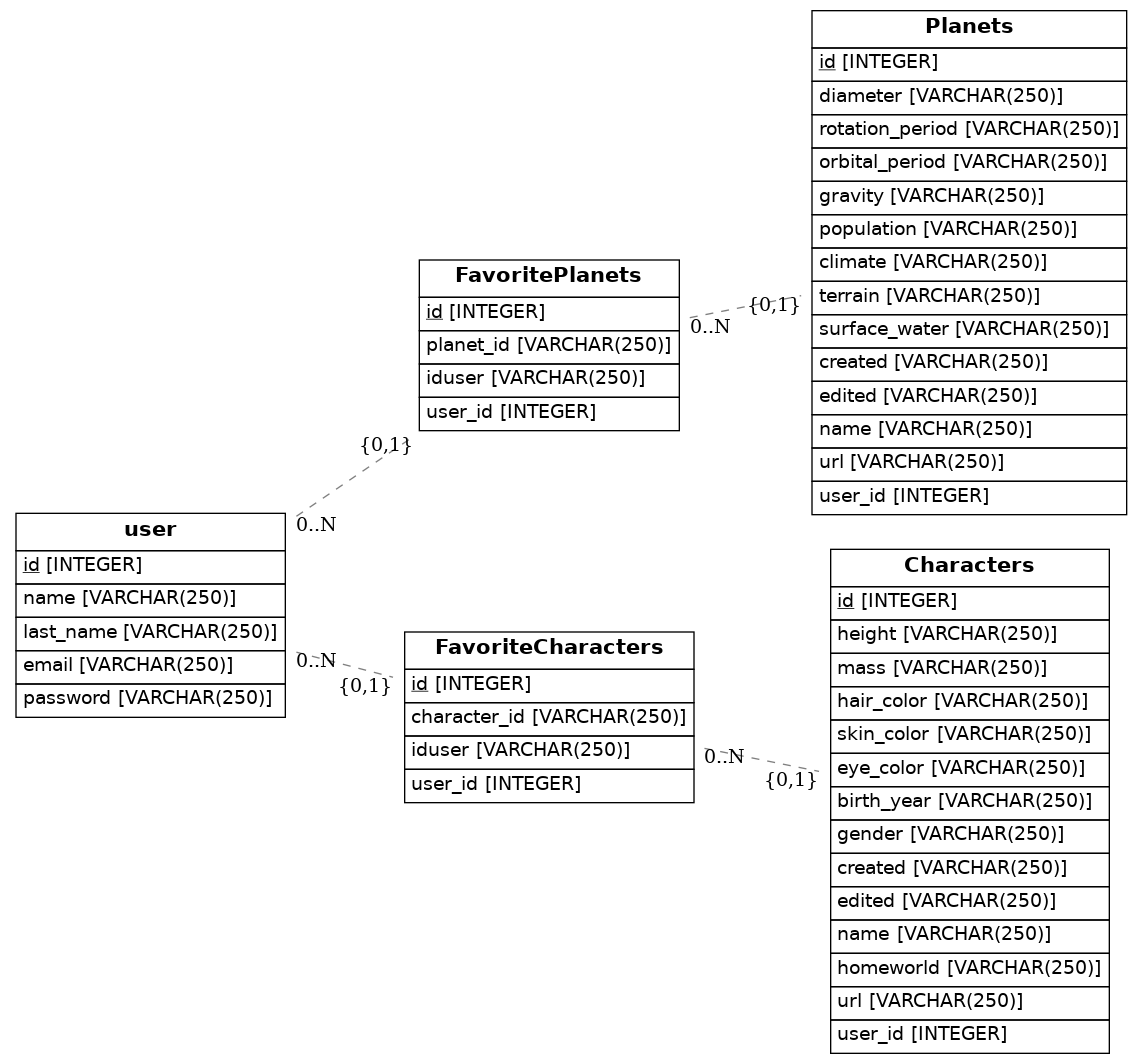 Planets
id [INTEGER]
diameter [VARCHAR(250)]
rotation_period [VARCHAR(250)]
orbital_period [VARCHAR(250)]
gravity [VARCHAR(250)]
population [VARCHAR(250)]
climate [VARCHAR(250)]
terrain [VARCHAR(250)]
surface_water [VARCHAR(250)]
created [VARCHAR(250)]
edited [VARCHAR(250)]
name [VARCHAR(250)]
url [VARCHAR(250)]
user_id [INTEGER]
FavoritePlanets
id [INTEGER]
planet_id [VARCHAR(250)]
iduser [VARCHAR(250)]
user_id [INTEGER]
0..N
{0,1}
{0,1}
0..N
user
id [INTEGER]
name [VARCHAR(250)]
last_name [VARCHAR(250)]
email [VARCHAR(250)]
password [VARCHAR(250)]
0..N
{0,1}
FavoriteCharacters
id [INTEGER]
character_id [VARCHAR(250)]
iduser [VARCHAR(250)]
user_id [INTEGER]
0..N
{0,1}
Characters
id [INTEGER]
height [VARCHAR(250)]
mass [VARCHAR(250)]
hair_color [VARCHAR(250)]
skin_color [VARCHAR(250)]
eye_color [VARCHAR(250)]
birth_year [VARCHAR(250)]
gender [VARCHAR(250)]
created [VARCHAR(250)]
edited [VARCHAR(250)]
name [VARCHAR(250)]
homeworld [VARCHAR(250)]
url [VARCHAR(250)]
user_id [INTEGER]